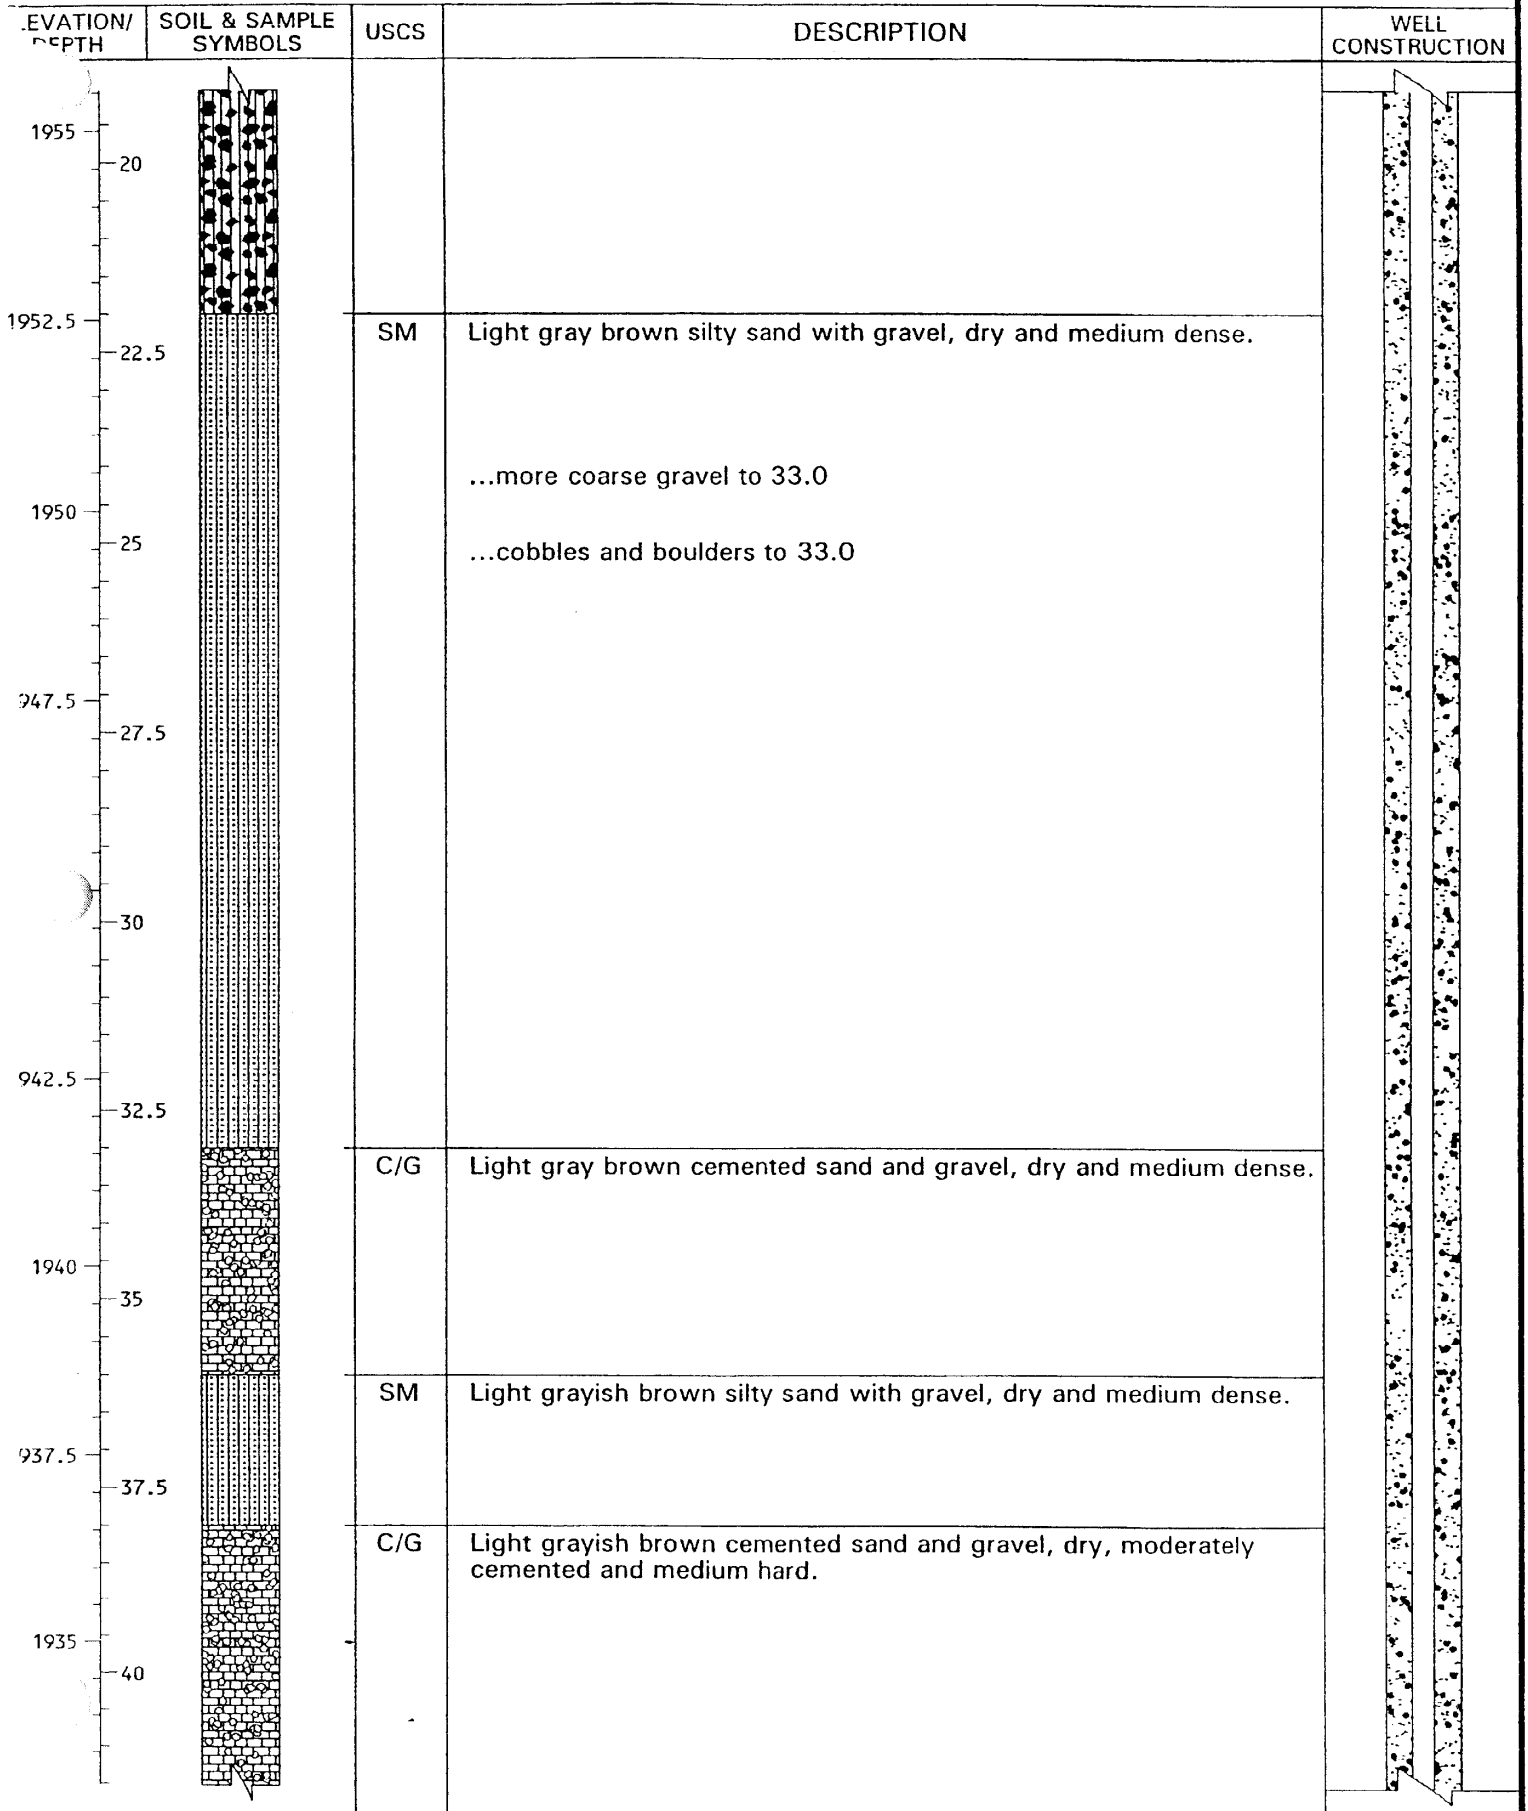 .EVATION/ DEPTH
SOIL & SAMPLE SYMBOLS
USCS
DESCRIPTION
WELL CONSTRUCTION
1955
20
1952.5
SM Light gray brown silty sand with gravel, dry and medium dense.
22.5
...more coarse gravel to 33.0
1950
25
...cobbles and boulders to 33.0
947.5
27.5
30
942.5
32.5
C/G Light gray brown cemented sand and gravel, dry and medium dense.
1940
35
SM Light grayish brown silty sand with gravel, dry and medium dense.
937.5
37.5
C/G Light grayish brown cemented sand and gravel, dry, moderately
cemented and medium hard.
1935
40